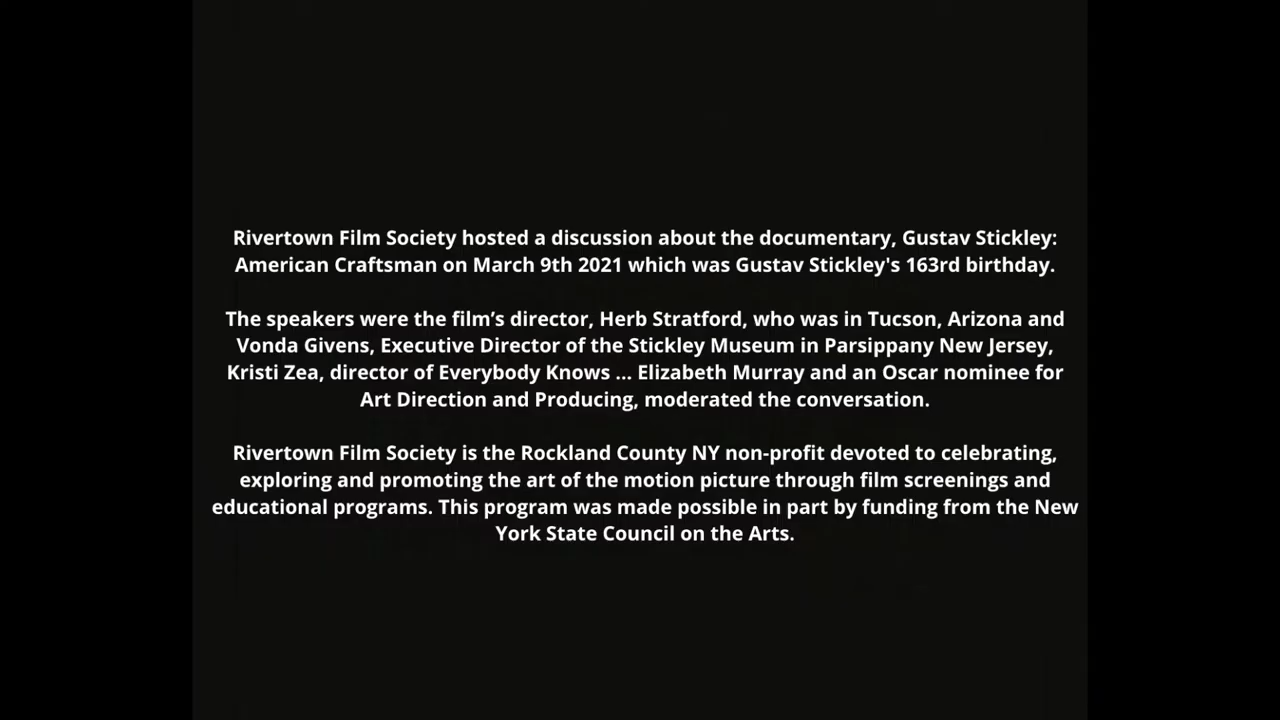 Rivertown Film Society hosted a discussion about the documentary, Gustav Stickley:
American Craftsman on March 9th 2021 which was Gustav Stickley's 163rd birthday.
The speakers were the film’s director, Herb Stratford, who was in Tucson, Arizona and
Vonda Givens, Executive Director of the Stickley Museum in Parsippany New Jersey,
Kristi Zea, director of Everybody Knows ... Elizabeth Murray and an Oscar nominee for
Art Direction and Producing, moderated the conversation.
Rivertown Film Society is the Rockland County NY non-profit devoted to celebrating,
exploring and promoting the art of the motion picture through film screenings and
educational programs. This program was made possible in part by funding from the New
York State Council on the Arts.